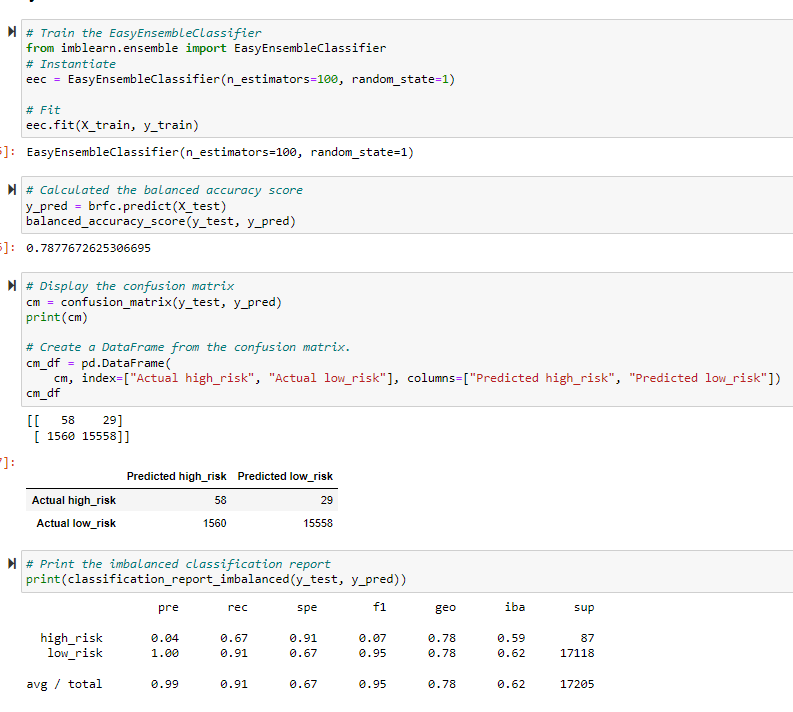 # Train the EasyEnsembleClassifier
from imblearn.ensemble import EasyEnsembleClassifier
# Instantiate
eec = EasyEnsembleClassifier(n_estimators=100, random_state=1)
# Fit
eec.fit(X_train, y_train)
]: EasyEnsembleClassifier(n_estimators=100, random_state=1)
# Calculated the balanced accuracy score
y_pred = brfc.predict(X_test)
balanced_accuracy_score(y_test, y_pred)
]: 0.7877672625306695
# Display the confusion matrix
cm = confusion_matrix(y_test, y_pred)
print(cm)
# Create a DataFrame from the confusion matrix.
cm_df = pd.DataFrame(
    cm, index=["Actual high_risk", "Actual low_risk"], columns=["Predicted high_risk", "Predicted low_risk"])
cm_df
[[   58    29]
 [ 1560 15558]]
]:
Predicted high_risk Predicted low_risk
Actual high_risk 58 29
Actual low_risk 1560 15558
# Print the imbalanced classification report
print(classification_report_imbalanced(y_test, y_pred))
pre rec spe f1 geo iba sup
high_risk 0.04 0.67 0.91 0.07 0.78 0.59 87
low_risk 1.00 0.91 0.67 0.95 0.78 0.62 17118
avg / total 0.99 0.91 0.67 0.95 0.78 0.62 17205